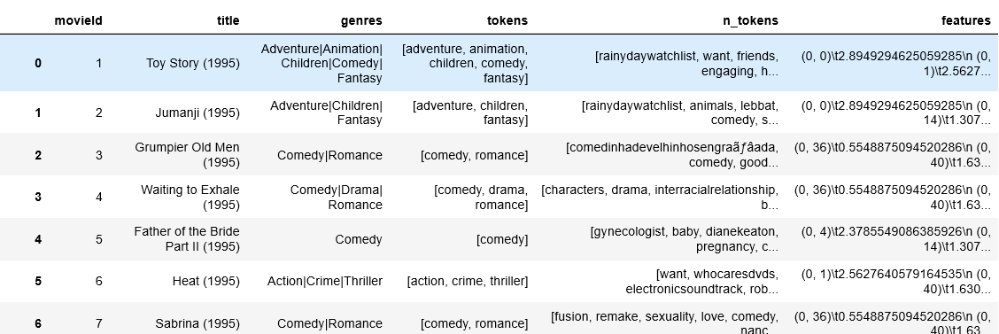 movieId title genres tokens n_tokens features
0 1 Toy Story (1995) Adventure|Animation| [adventure, animation, [rainydaywatchlist, want, friends, (0, 0)\t2.8949294625059285\n (0,
Children|Comedy| children, comedy, engaging, h... 1)\t2.5627...
Fantasy fantasy]
1 2 Jumanji (1995) Adventure|Children| [adventure, children, [rainydaywatchlist, animals, lebbat, (0, 0)\t2.8949294625059285\n (0,
Fantasy fantasy] comedy, s... 14)\t1.307...
2 3 Grumpier Old Men Comedy|Romance [comedy, romance] [comedinhadevelhinhosengraãƒâada, (0, 36)\t0.5548875094520286\n (0,
(1995) comedy, good... 40)\t1.63...
3 4 Waiting to Exhale Comedy|Drama| [comedy, drama, [characters, drama, interracialrelationship, (0, 36)\t0.5548875094520286\n (0,
(1995) Romance romance] b... 40)\t1.63...
4 5 Father of the Bride Comedy [comedy] [gynecologist, baby, dianekeaton, (0, 4)\t2.3785549086385926\n (0,
Part II (1995) pregnancy, c... 14)\t1.307...
5 6 Heat (1995) Action|Crime|Thriller [action, crime, thriller] [want, whocaresdvds, (0, 1)\t2.5627640579164535\n (0,
electronicsoundtrack, rob... 40)\t1.630...
6 7 Sabrina (1995) Comedy|Romance [comedy, romance] [fusion, remake, sexuality, love, comedy, (0, 36)\t0.5548875094520286\n (0,
nanc... 40)\t1.63...